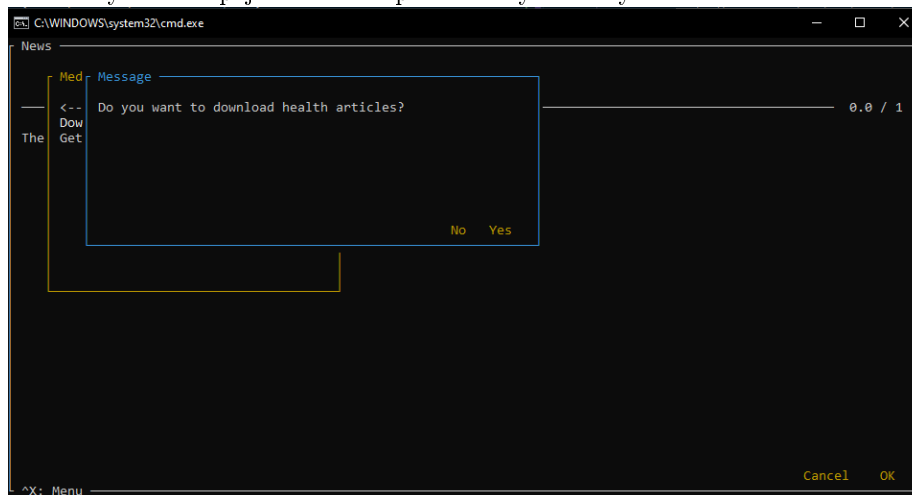 C:\WINDOWS\system32\cmd.exe
News
Med
Message
<-- Do you want to download health articles? 0.0 / 1
Dow
The Get
No Yes
Cancel OK
^X: Menu